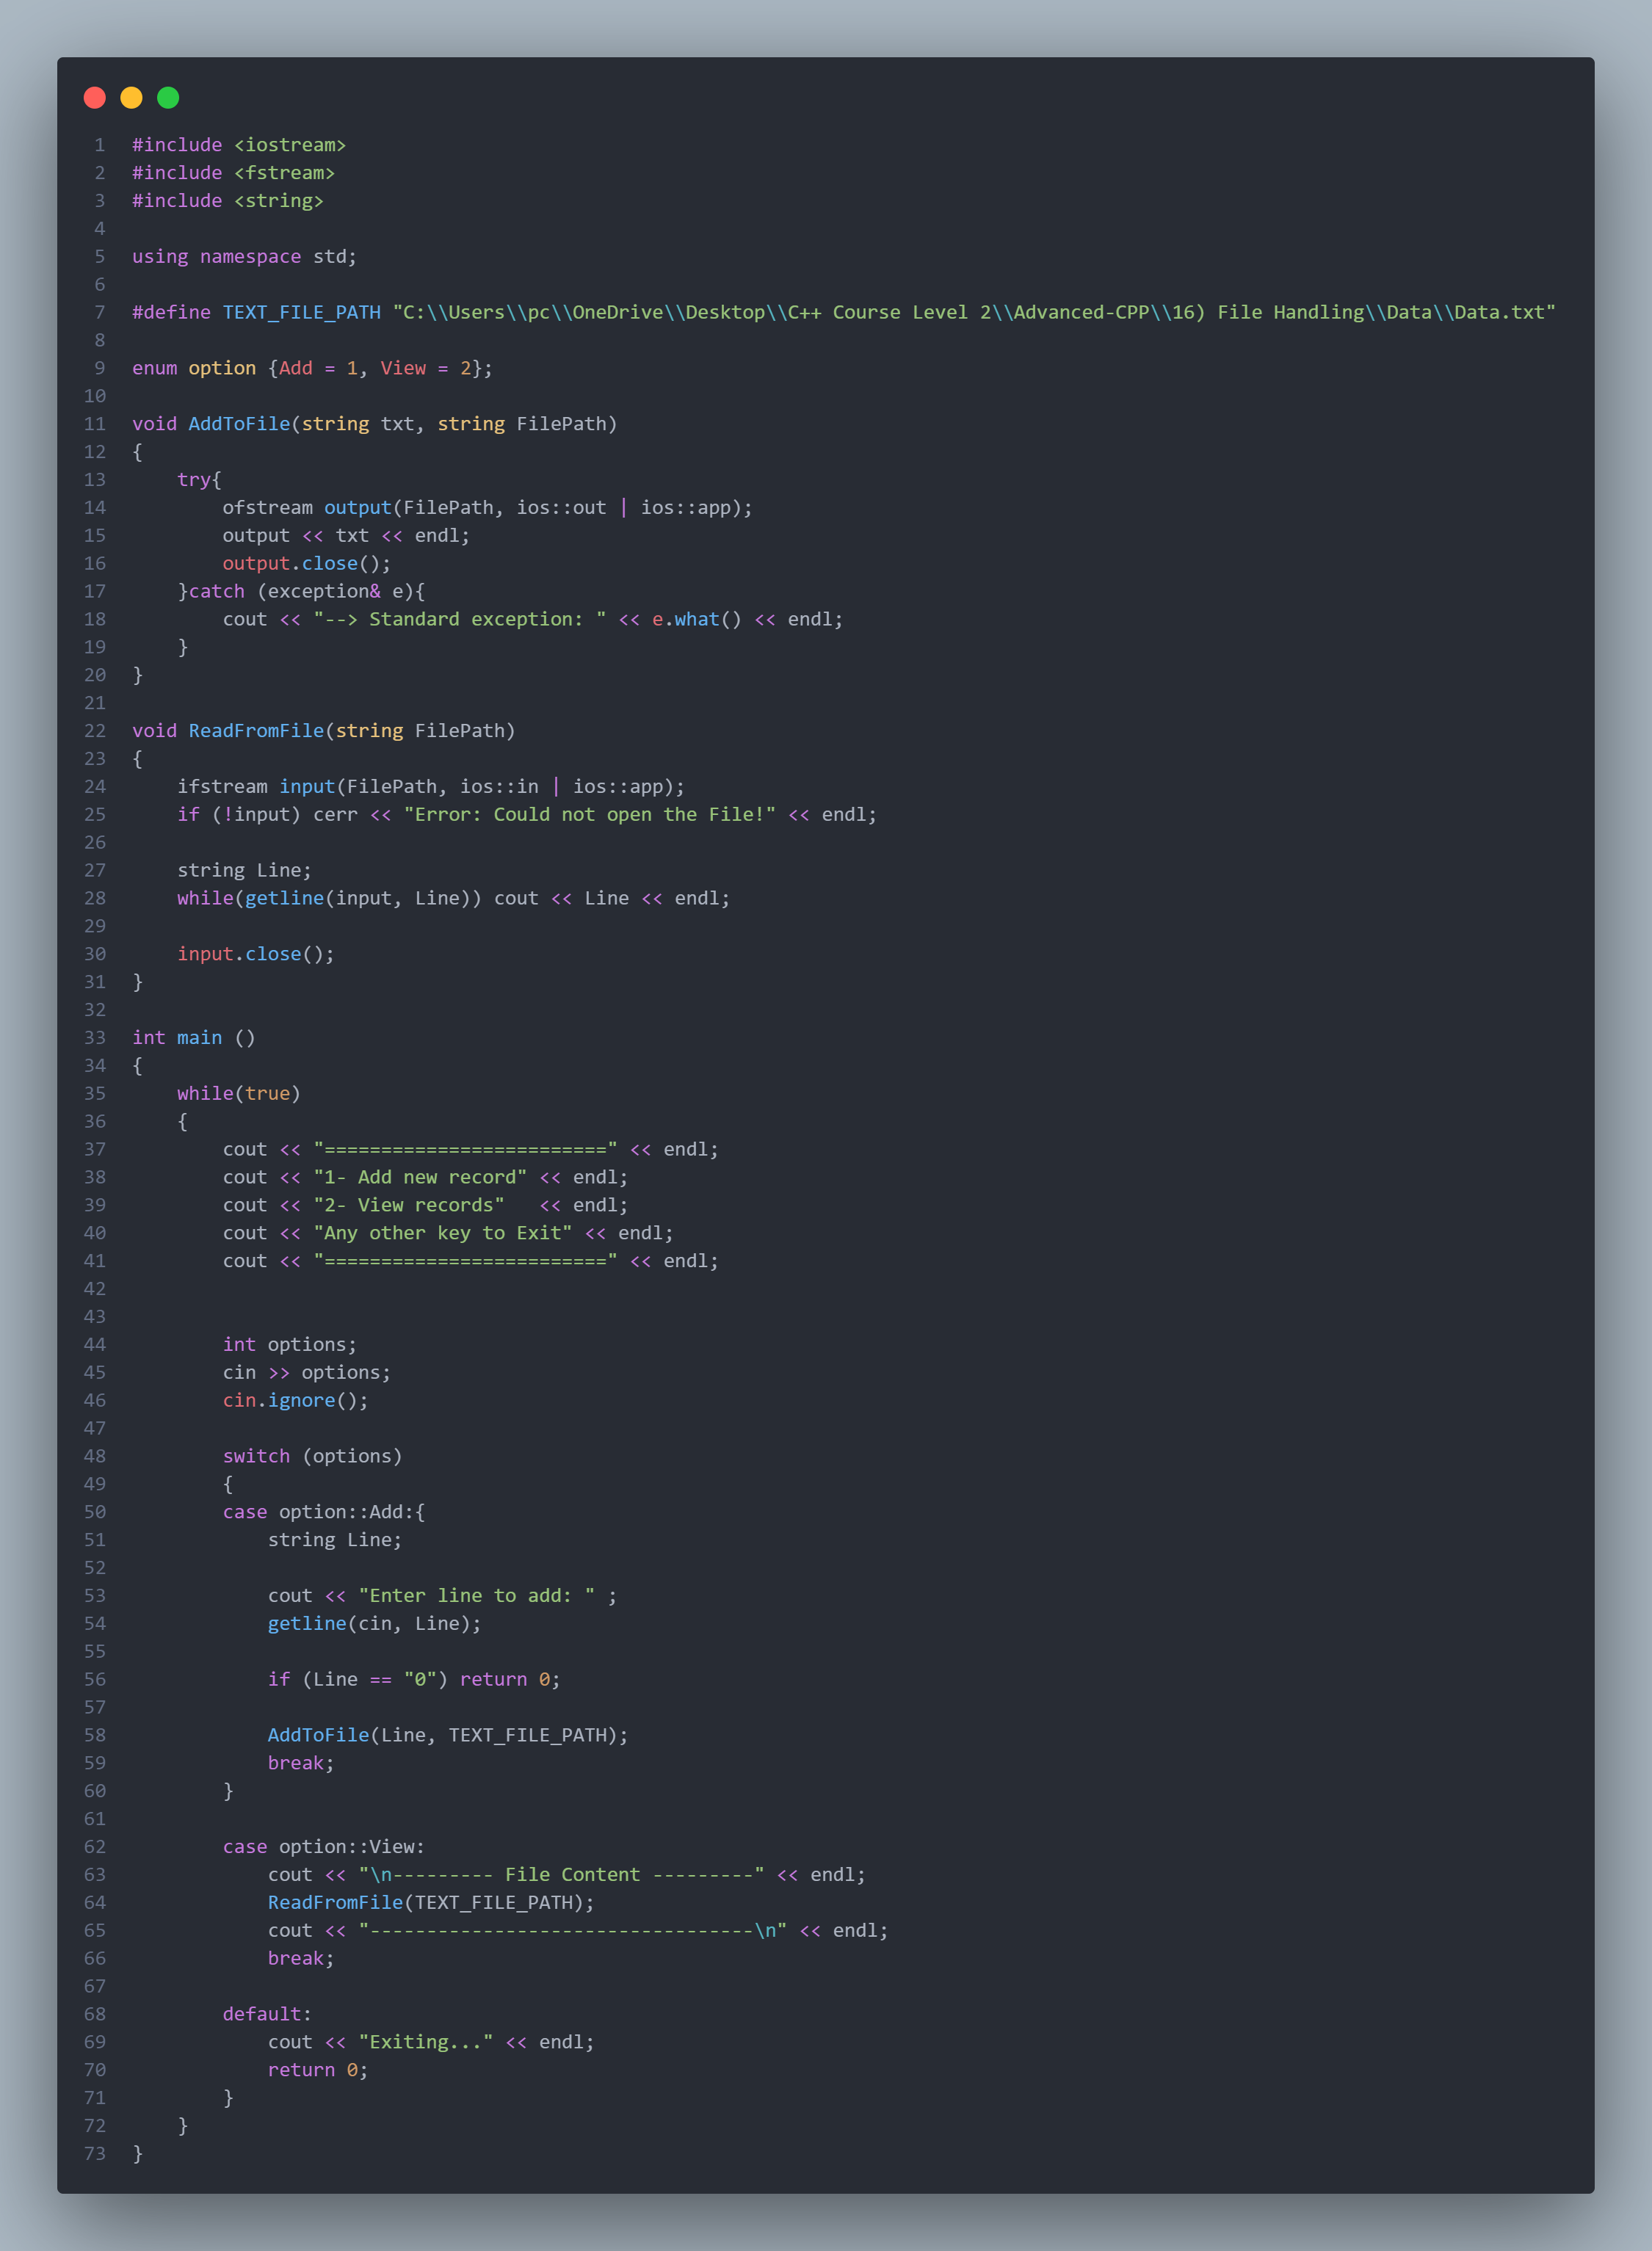 1 #include <iostream>
2 #include <fstream>
3 #include <string>
4
5 using namespace std;
6
7 #define TEXT_FILE_PATH "C:\\Users\\pc\\OneDrive\\Desktop\\C++ Course Level 2\\Advanced-CPP\\16) File Handling\\Data\\Data.txt"
8
9 enum option {Add = 1, View = 2};
10
11 void AddToFile(string txt, string FilePath)
12 {
13     try{
14         ofstream output(FilePath, ios::out | ios::app);
15         output << txt << endl;
16         output.close();
17     }catch (exception& e){
18         cout << "--> Standard exception: " << e.what() << endl;
19     }
20 }
21
22 void ReadFromFile(string FilePath)
23 {
24     ifstream input(FilePath, ios::in | ios::app);
25     if (!input) cerr << "Error: Could not open the File!" << endl;
26
27     string Line;
28     while(getline(input, Line)) cout << Line << endl;
29
30     input.close();
31 }
32
33 int main ()
34 {
35     while(true)
36     {
37         cout << "=========================" << endl;
38         cout << "1- Add new record" << endl;
39         cout << "2- View records"   << endl;
40         cout << "Any other key to Exit" << endl;
41         cout << "=========================" << endl;
42
43
44         int options;
45         cin >> options;
46         cin.ignore();
47
48         switch (options)
49         {
50         case option::Add:{
51             string Line;
52
53             cout << "Enter line to add: " ;
54             getline(cin, Line);
55
56             if (Line == "0") return 0;
57
58             AddToFile(Line, TEXT_FILE_PATH);
59             break;
60         }
61
62         case option::View:
63             cout << "\n--------- File Content ---------" << endl;
64             ReadFromFile(TEXT_FILE_PATH);
65             cout << "----------------------------------\n" << endl;
66             break;
67
68         default:
69             cout << "Exiting..." << endl;
70             return 0;
71         }
72     }
73 }